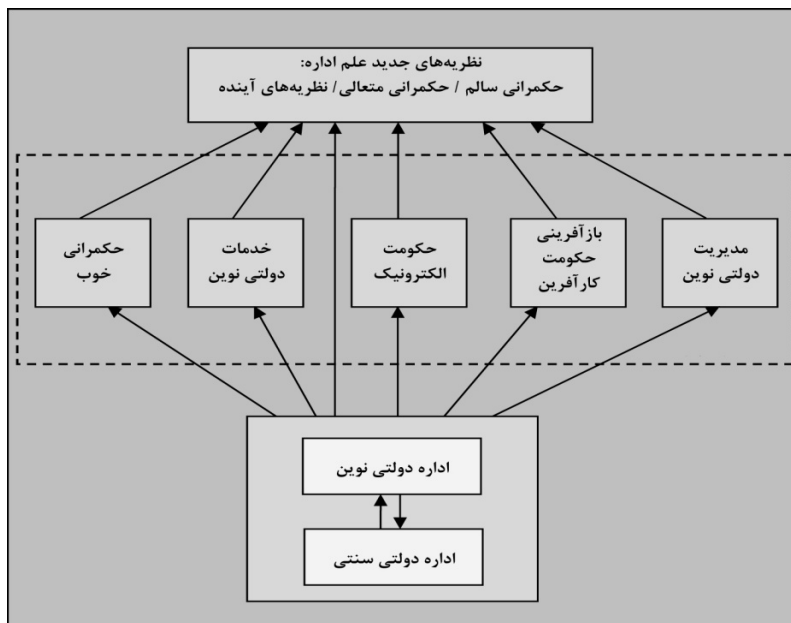 نظریه‌های جدید علم اداره:
حکمرانی سالم / حکمرانی متعالی/ نظریه‌های آینده
مدیریت
دولتی نوین
بازآفرینی
حکومت
کارآفرین
حکومت
الکترونیک
خدمات
دولتی نوین
حکمرانی
خوب
اداره دولتی نوین
اداره دولتی سنتی